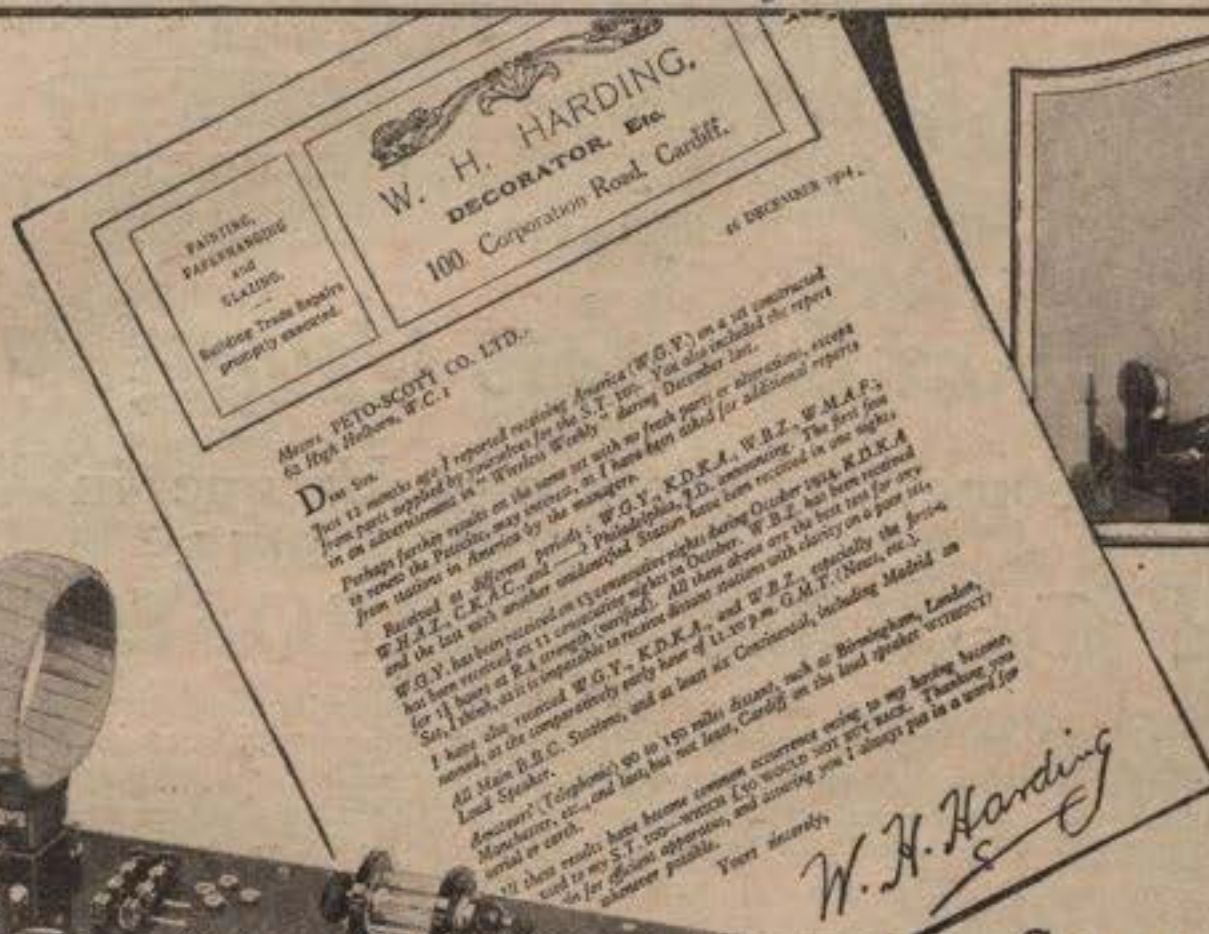 W. H. HARDING,
DECORATOR, Etc.
100 Corporation Road, Cardiff.
PAINTING,
PAPERHANGING
and
GLAZING.
Building Trade Repairs
promptly executed.
DECEMBER 1924.
Messrs. PETO-SCOTT CO. LTD.,
62 High Holborn, W.C.1
Dear Sirs,
Just 12 months ago I reported receiving America (W.G.Y.) on a set constructed
from parts supplied by yourselves for the S.T. 100. You also included the report
in an advertisement in "Wireless Weekly" during December last.
Perhaps further results on the same set with no fresh parts or alterations, except
to remove the Potentio, may interest, as I have been asked for additional reports
from stations in America by the managers.
Received at different periods: W.G.Y., K.D.K.A., W.B.Z., W.M.A.F.,
W.H.A.Z., C.K.A.C., and —— Philadelphia, P.D. announcing. The first five
and the last with another unidentified Station have been received in one night.
W.G.Y. has been received on 13 consecutive nights during October 1924. K.D.K.A
has been received on 11 consecutive nights in October. W.B.Z. has been received
for 1½ hours at R.4 strength (verified). All these above are the best test for any
Set, I think, as it is impossible to receive distant stations with clarity on a poor set.
I have also received W.G.Y., K.D.K.A., and W.B.Z., especially the first
named, at the comparatively early hour of 11.20 p.m. G.M.T. (News, etc.).
All Main B.B.C. Stations, and at least six Continental, including Madrid on
Loud Speaker.
Amateurs' (Telephonic), 90 to 150 miles distant, such as Birmingham, London,
Manchester, etc., and last, but not least, Cardiff on the loud speaker WITHOUT
aerial or earth.
All these results have become common occurrence owing to my having become
used to my S.T. 100—WHICH £50 WOULD NOT BUY BACK. Thanking you
for efficient apparatus, and assuring you I always put in a word for
whenever possible.
Yours sincerely,
W. H. Harding